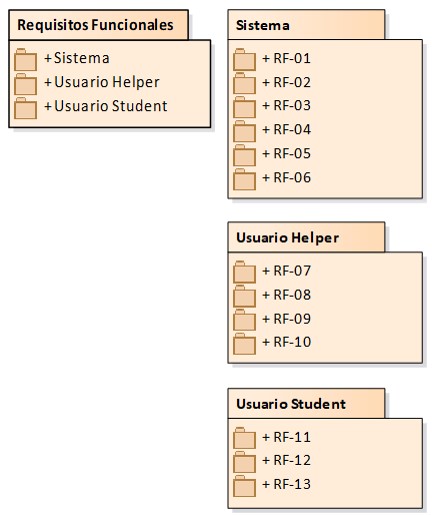 Requisitos Funcionales
+Sistema
+Usuario Helper
+Usuario Student
Sistema
+ RF-01
+ RF-02
+ RF-03
+ RF-04
+ RF-05
+ RF-06
Usuario Helper
+ RF-07
+ RF-08
+ RF-09
+ RF-10
Usuario Student
+ RF-11
+ RF-12
+ RF-13